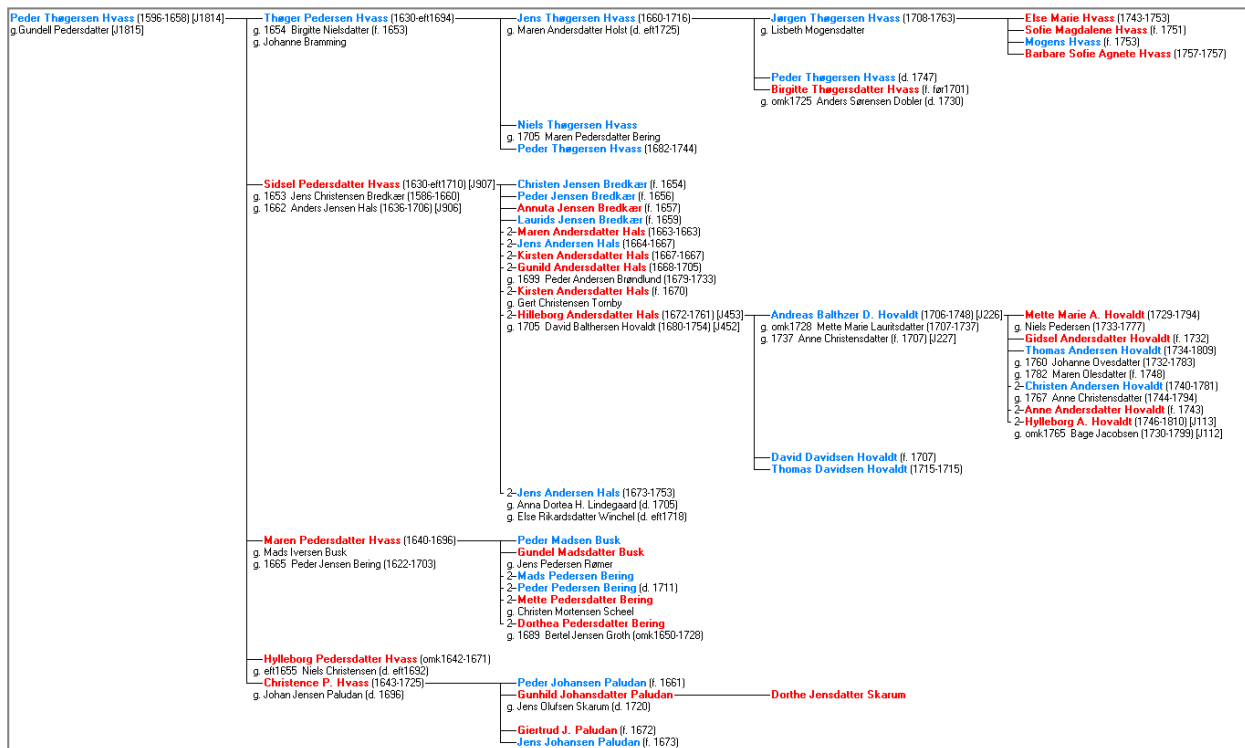 Peder Thøgersen Hvass (1596-1658) [J1814]
g.Gundell Pedersdatter [J1815]
Thøger Pedersen Hvass (1630-eft1694)
g. 1654 Birgitte Nielsdatter (f. 1653)
g. Johanne Bramming
Jens Thøgersen Hvass (1660-1716)
g. Maren Andersdatter Holst (d. eft1725)
Jørgen Thøgersen Hvass (1708-1763)
g. Lisbeth Mogensdatter
Else Marie Hvass (1743-1753)
Sofie Magdalene Hvass (f. 1751)
Mogens Hvass (f. 1753)
Barbare Sofie Agnete Hvass (1757-1757)
Peder Thøgersen Hvass (d. 1747)
Birgitte Thøgersdatter Hvass (f. før1701)
g. omk1725 Anders Sørensen Dobler (d. 1730)
Niels Thøgersen Hvass
g. 1705 Maren Pedersdatter Bering
Peder Thøgersen Hvass (1682-1744)
Sidsel Pedersdatter Hvass (1630-eft1710) [J907]
g. 1653 Jens Christensen Bredkær (1586-1660)
g. 1662 Anders Jensen Hals (1636-1706) [J906]
Christen Jensen Bredkær (f. 1654)
Peder Jensen Bredkær (f. 1656)
Annuta Jensen Bredkær (f. 1657)
Laurids Jensen Bredkær (f. 1659)
2 Maren Andersdatter Hals (1663-1663)
2 Jens Andersen Hals (1664-1667)
2 Kirsten Andersdatter Hals (1667-1667)
2 Gunild Andersdatter Hals (1668-1705)
g. 1699 Peder Andersen Brøndlund (1679-1733)
2 Kirsten Andersdatter Hals (f. 1670)
g. Gert Christensen Tornby
2 Hilleborg Andersdatter Hals (1672-1761) [J453]
g. 1705 David Balthersen Hovaldt (1680-1754) [J452]
Andreas Balthzer D. Hovaldt (1706-1748) [J226]
g. omk1728 Mette Marie Lauritsdatter (1707-1737)
g. 1737 Anne Christensdatter (f. 1707) [J227]
Mette Marie A. Hovaldt (1729-1794)
g. Niels Pedersen (1733-1777)
Gidsel Andersdatter Hovaldt (f. 1732)
Thomas Andersen Hovaldt (1734-1809)
g. 1760 Johanne Ovesdatter (1732-1783)
g. 1782 Maren Olesdatter (f. 1748)
2 Christen Andersen Hovaldt (1740-1781)
g. 1767 Anne Christensdatter (1744-1794)
2 Anne Andersdatter Hovaldt (f. 1743)
2 Hylleborg A. Hovaldt (1746-1810) [J113]
g. omk1765 Bage Jacobsen (1730-1799) [J112]
David Davidsen Hovaldt (f. 1707)
Thomas Davidsen Hovaldt (1715-1715)
2 Jens Andersen Hals (1673-1753)
g. Anna Dortea H. Lindegaard (d. 1705)
g. Else Rikardsdatter Winchel (d. eft1718)
Maren Pedersdatter Hvass (1640-1696)
g. Mads Iversen Busk
g. 1665 Peder Jensen Bering (1622-1703)
Peder Madsen Busk
Gundel Madsdatter Busk
g. Jens Pedersen Rømer
2 Mads Pedersen Bering
2 Peder Pedersen Bering (d. 1711)
2 Mette Pedersdatter Bering
g. Christen Mortensen Scheel
2 Dorthea Pedersdatter Bering
g. 1689 Bertel Jensen Groth (omk1650-1728)
Hylleborg Pedersdatter Hvass (omk1642-1671)
g. eft1655 Niels Christensen (d. eft1692)
Christence P. Hvass (1643-1725)
g. Johan Jensen Paludan (d. 1696)
Peder Johansen Paludan (f. 1661)
Gunhild Johansdatter Paludan
g. Jens Olufsen Skarum (d. 1720)
Dorthe Jensdatter Skarum
Giertrud J. Paludan (f. 1672)
Jens Johansen Paludan (f. 1673)